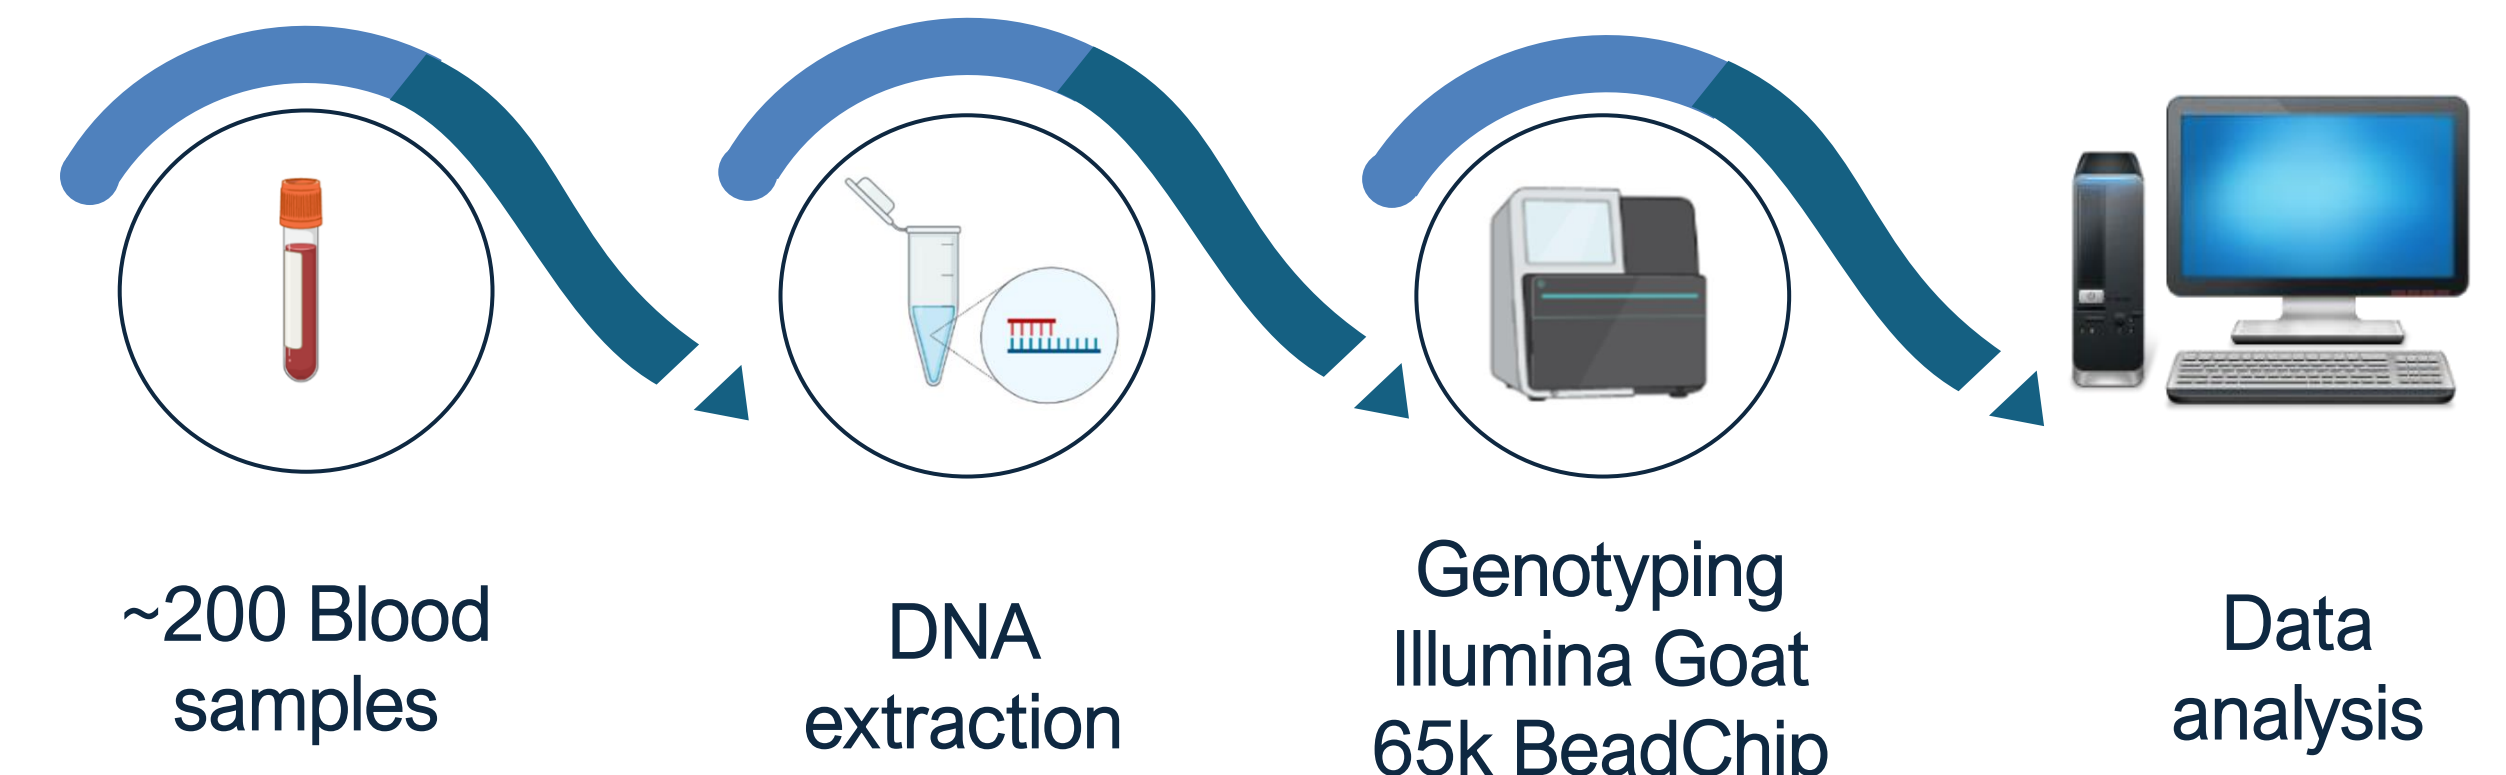 ~200 Blood
samples
DNA
extraction
Genotyping
Illumina Goat
65k BeadChip
Data
analysis